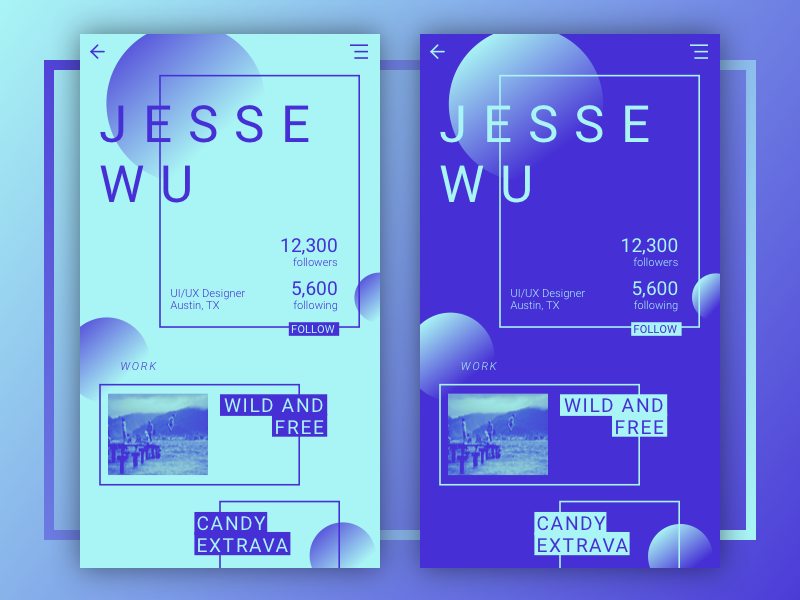 JESSE
WU
12,300
followers
5,600
following
UI/UX Designer
Austin, TX
FOLLOW
WORK
WILD AND
FREE
CANDY
EXTRAVA
JESSE
WU
12,300
followers
5,600
following
UI/UX Designer
Austin, TX
FOLLOW
WORK
WILD AND
FREE
CANDY
EXTRAVA